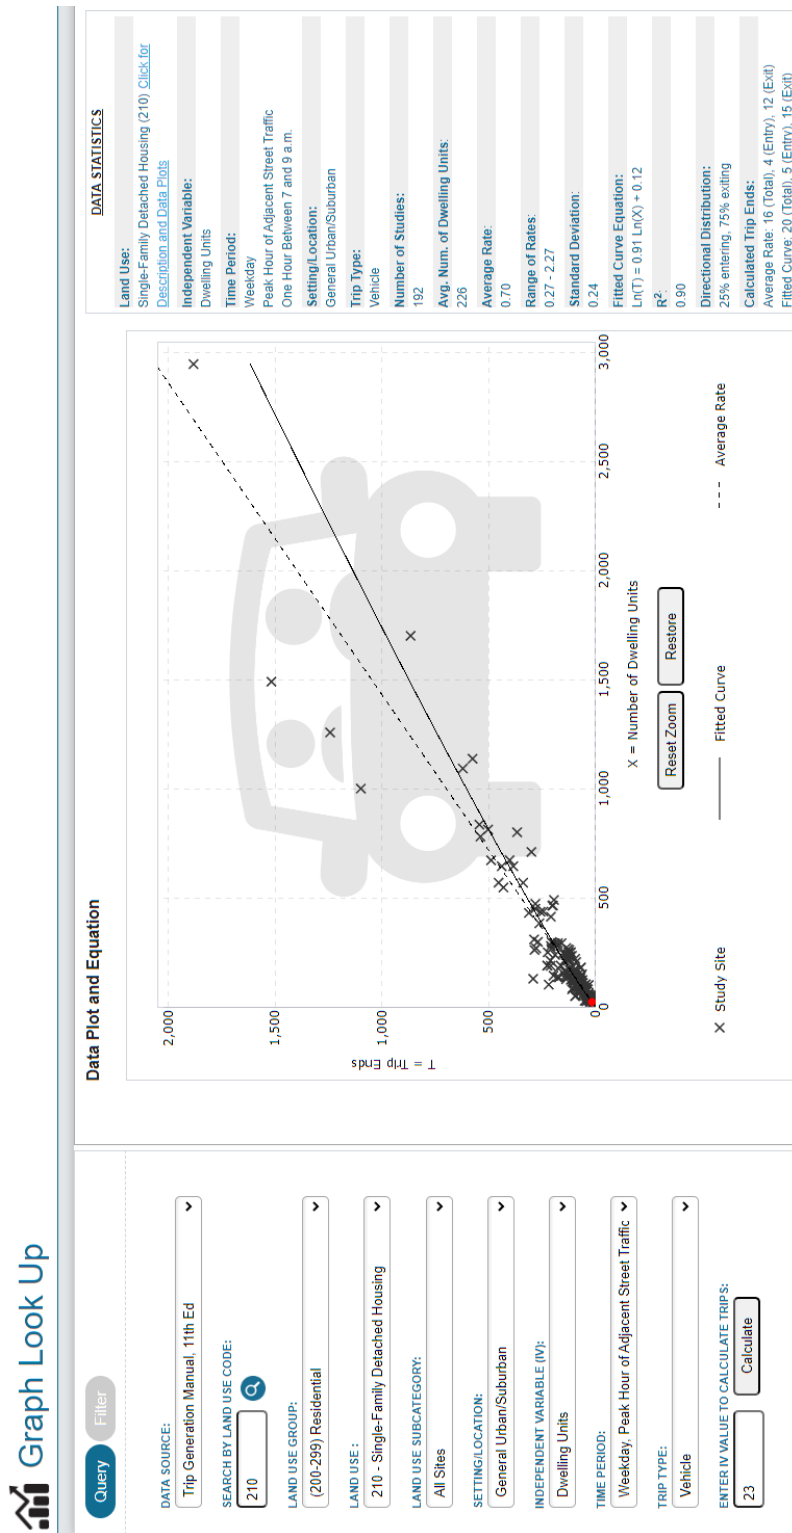 Graph Look Up
Query
Filter
DATA SOURCE:
Trip Generation Manual, 11th Ed
SEARCH BY LAND USE CODE:
210
LAND USE GROUP:
(200-299) Residential
LAND USE :
210 - Single-Family Detached Housing
LAND USE SUBCATEGORY:
All Sites
SETTING/LOCATION:
General Urban/Suburban
INDEPENDENT VARIABLE (IV):
Dwelling Units
TIME PERIOD:
Weekday, Peak Hour of Adjacent Street Traffic
TRIP TYPE:
Vehicle
ENTER IV VALUE TO CALCULATE TRIPS:
23
Calculate
Data Plot and Equation
T = Trip Ends
2,000
1,500
1,000
500
0
0
500
1,000
1,500
2,000
2,500
3,000
X = Number of Dwelling Units
Reset Zoom
Restore
Study Site
Fitted Curve
Average Rate
DATA STATISTICS
Land Use:
Single-Family Detached Housing (210) Click for
Description and Data Plots
Independent Variable:
Dwelling Units
Time Period:
Weekday
Peak Hour of Adjacent Street Traffic
One Hour Between 7 and 9 a.m.
Setting/Location:
General Urban/Suburban
Trip Type:
Vehicle
Number of Studies:
192
Avg. Num. of Dwelling Units:
226
Average Rate:
0.70
Range of Rates:
0.27 - 2.27
Standard Deviation:
0.24
Fitted Curve Equation:
Ln(T) = 0.91 Ln(X) + 0.12
R²:
0.90
Directional Distribution:
25% entering, 75% exiting
Calculated Trip Ends:
Average Rate: 16 (Total), 4 (Entry), 12 (Exit)
Fitted Curve: 20 (Total), 5 (Entry), 15 (Exit)